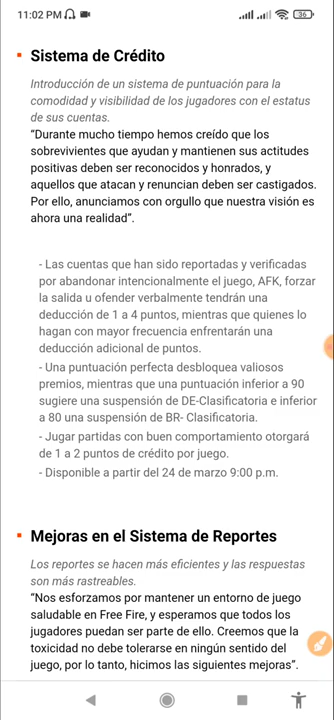 11:02 PM
36
Sistema de Crédito
Introducción de un sistema de puntuación para la
comodidad y visibilidad de los jugadores con el estatus
de sus cuentas.
“Durante mucho tiempo hemos creído que los
sobrevivientes que ayudan y mantienen sus actitudes
positivas deben ser reconocidos y honrados, y
aquellos que atacan y renuncian deben ser castigados.
Por ello, anunciamos con orgullo que nuestra visión es
ahora una realidad”.
- Las cuentas que han sido reportadas y verificadas
por abandonar intencionalmente el juego, AFK, forzar
la salida u ofender verbalmente tendrán una
deducción de 1 a 4 puntos, mientras que quienes lo
hagan con mayor frecuencia enfrentarán una
deducción adicional de puntos.
- Una puntuación perfecta desbloquea valiosos
premios, mientras que una puntuación inferior a 90
sugiere una suspensión de DE-Clasificatoria e inferior
a 80 una suspensión de BR- Clasificatoria.
- Jugar partidas con buen comportamiento otorgará
de 1 a 2 puntos de crédito por juego.
- Disponible a partir del 24 de marzo 9:00 p.m.
Mejoras en el Sistema de Reportes
Los reportes se hacen más eficientes y las respuestas
son más rastreables.
“Nos esforzamos por mantener un entorno de juego
saludable en Free Fire, y esperamos que todos los
jugadores puedan ser parte de ello. Creemos que la
toxicidad no debe tolerarse en ningún sentido del
juego, por lo tanto, hicimos las siguientes mejoras”.